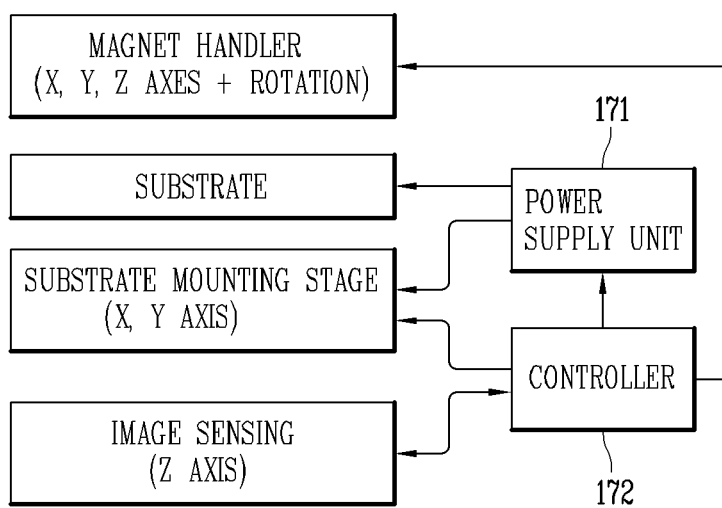 MAGNET HANDLER
(X, Y, Z AXES + ROTATION)
171
SUBSTRATE
POWER
SUPPLY UNIT
SUBSTRATE MOUNTING STAGE
(X, Y AXIS)
CONTROLLER
IMAGE SENSING
(Z AXIS)
172